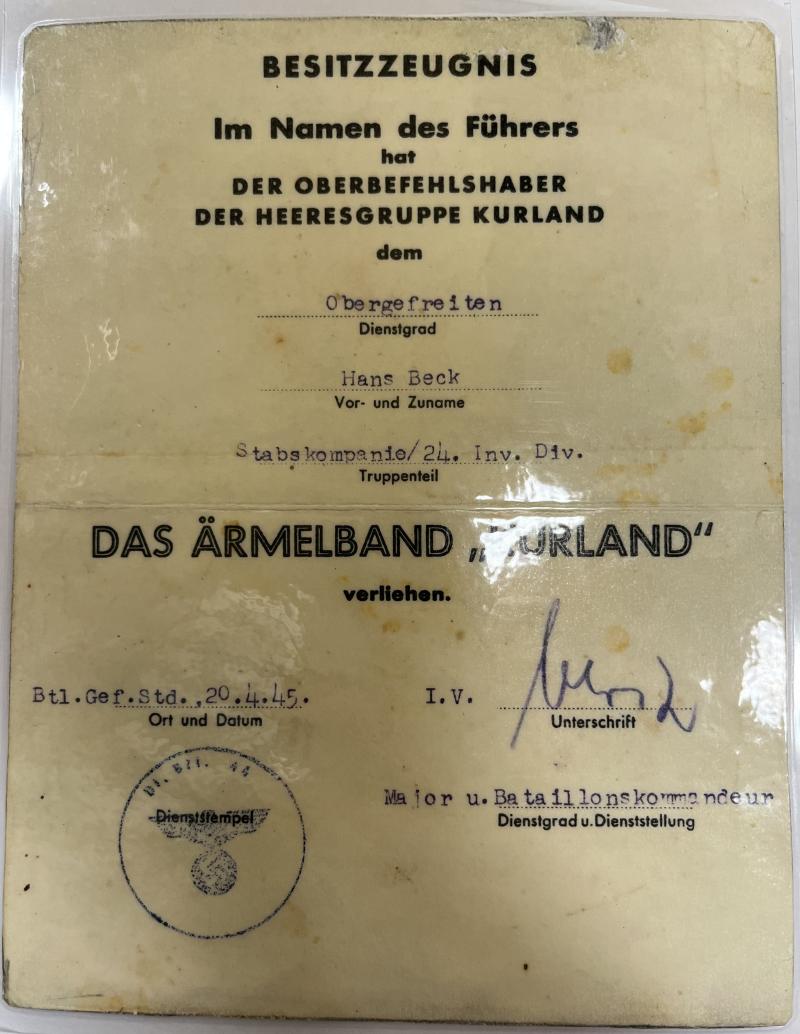 BESITZZEUGNIS
Im Namen des Führers
hat
DER OBERBEFEHLSHABER
DER HEERESGRUPPE KURLAND
dem
Obergefreiten
Dienstgrad
Hans Beck
Vor- und Zuname
Stabskompanie/24. Inv. Div.
Truppenteil
DAS ÄRMELBAND „KURLAND“
verliehen.
Btl.Gef.Std.,20.4.45.
Ort und Datum
I.V.
Unterschrift
Major u.Bataillonskommandeur
Dienstgrad u.Dienststellung
Dienststempel